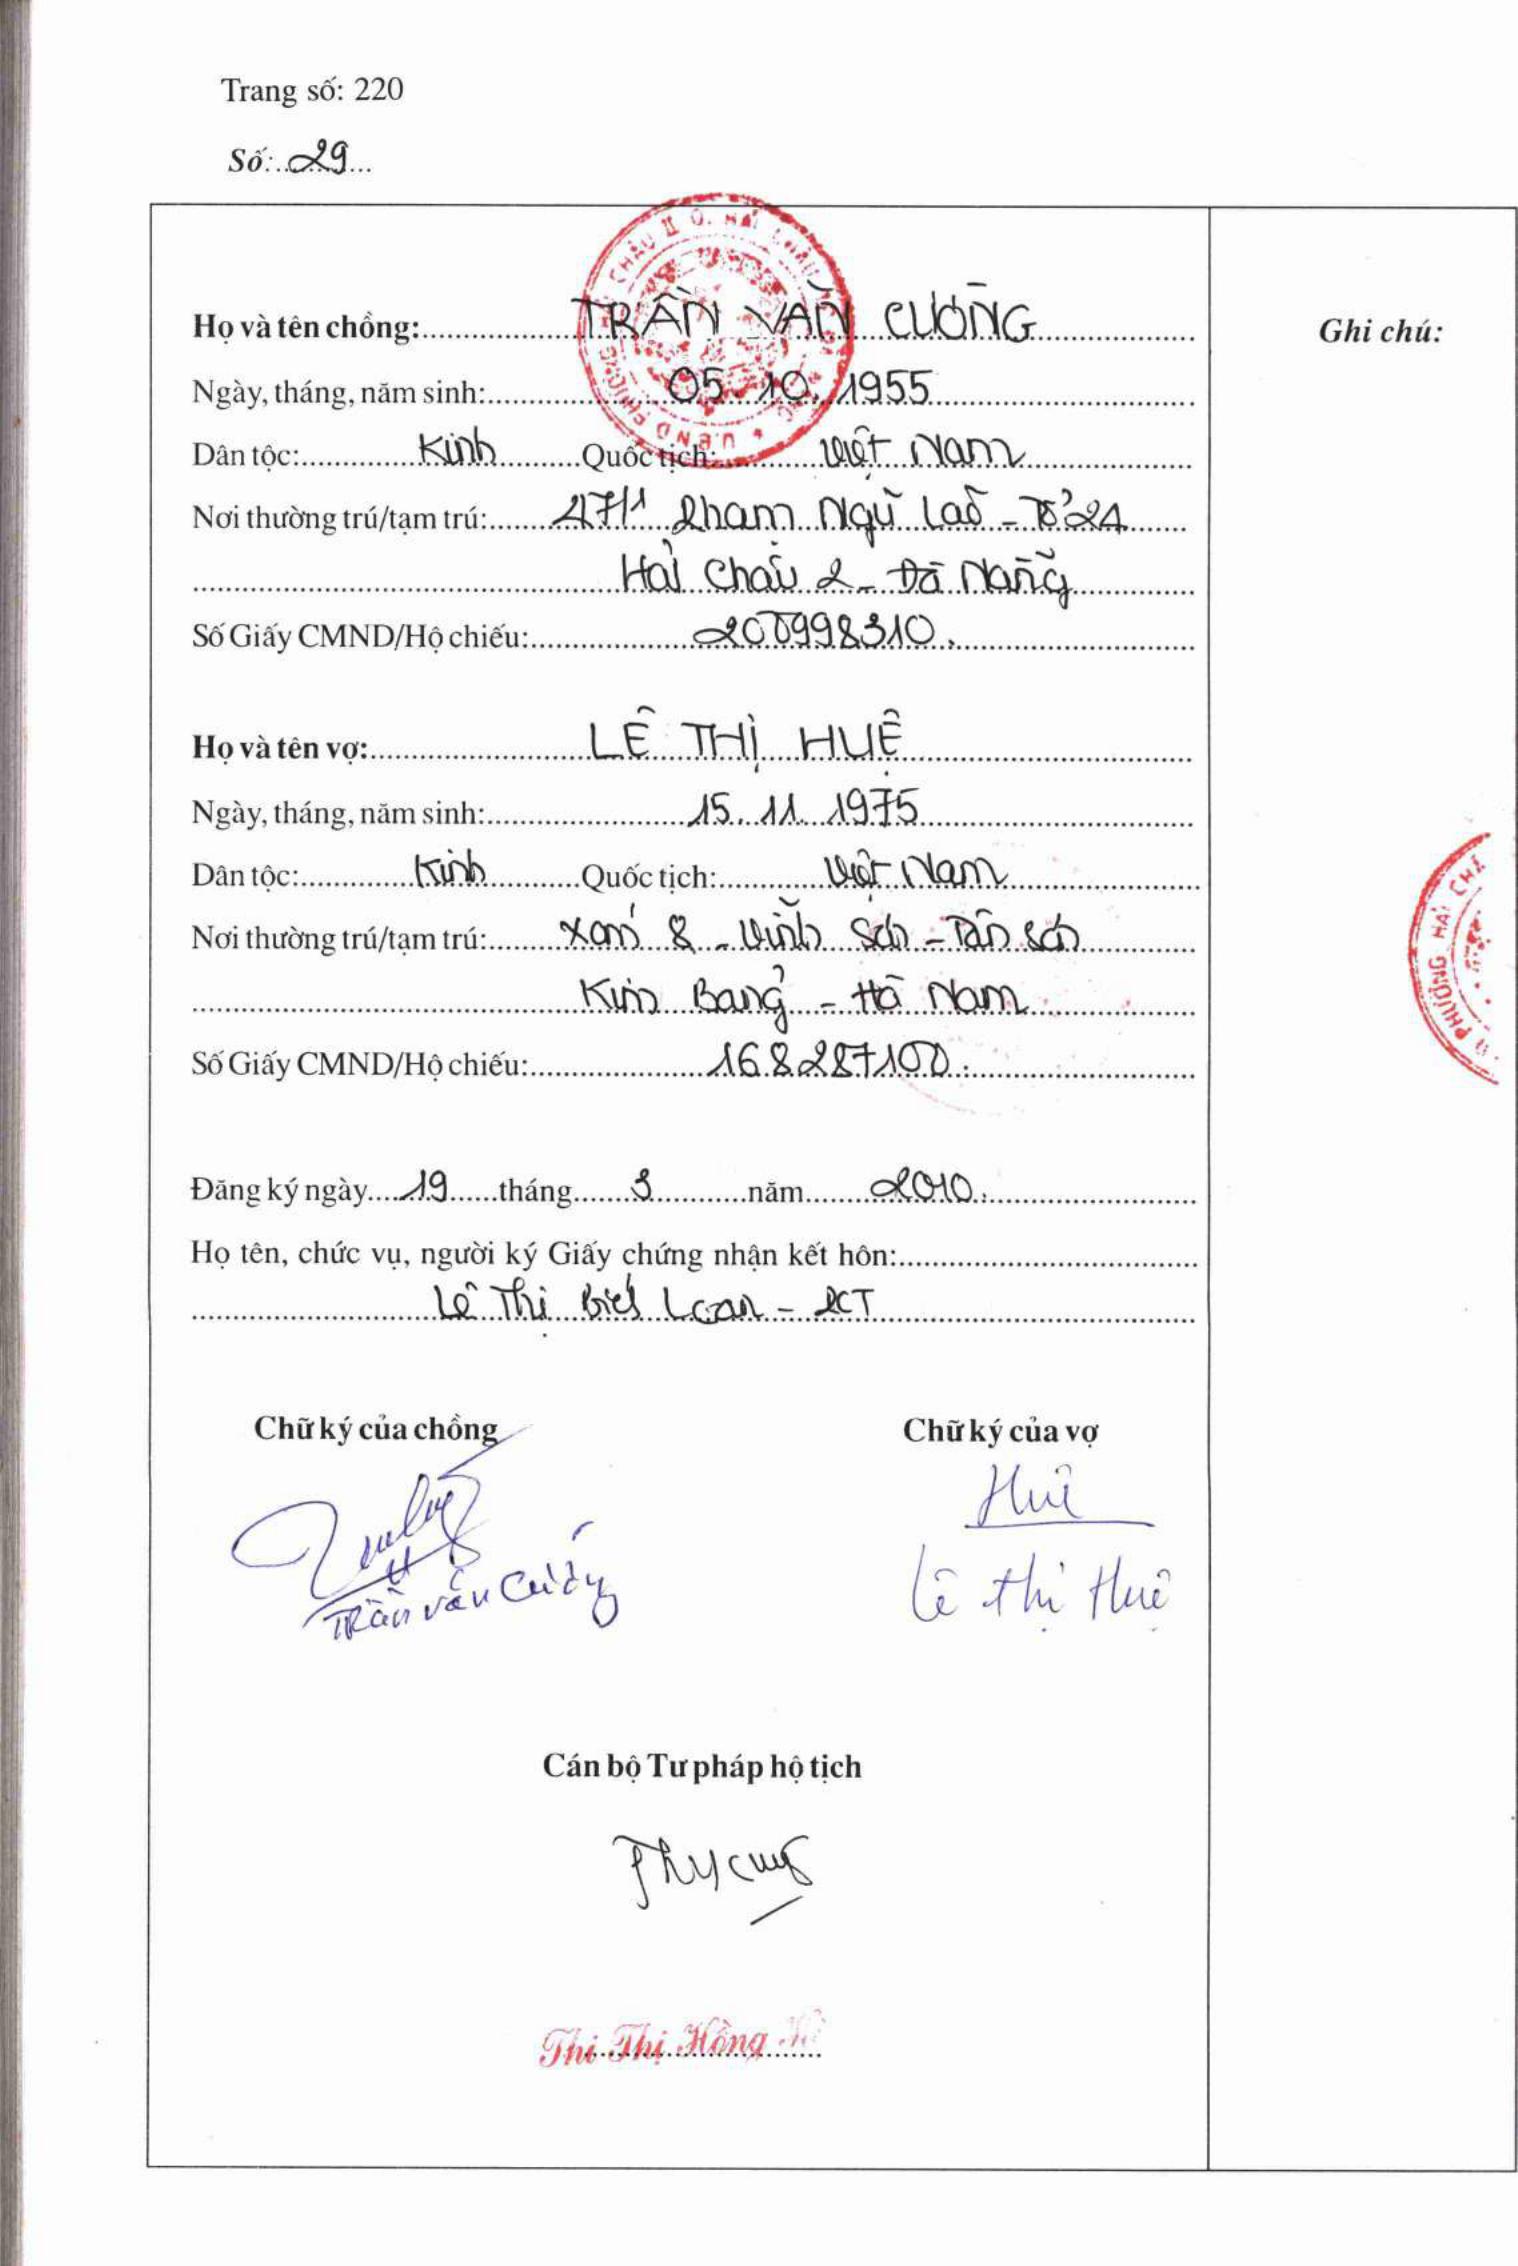 Trang số: 220
Số: 29
Họ và tên chồng: TRẦN VĂN CƯỜNG
Ghi chú:
Ngày, tháng, năm sinh: 05. 10. 1955
Dân tộc: Kinh Quốc tịch: Việt Nam
Nơi thường trú/tạm trú: 47/1 Phạm Ngũ Lão - Tổ 24
Hải Châu 2 - Đà Nẵng
Số Giấy CMND/Hộ chiếu: 200998310.
Họ và tên vợ: LÊ THỊ HUỆ
Ngày, tháng, năm sinh: 15. 11. 1975
Dân tộc: Kinh Quốc tịch: Việt Nam
Nơi thường trú/tạm trú: Xóm 8 - Vĩnh Sơn - Tân Sơn
Kim Bảng - Hà Nam
Số Giấy CMND/Hộ chiếu: 168287100.
PHƯỜNG HẢI CHÂ
Đăng ký ngày 19 tháng 3 năm 2010.
Họ tên, chức vụ, người ký Giấy chứng nhận kết hôn:
Lê Thị Bích Loan - PCT
Chữ ký của chồng Chữ ký của vợ
Huệ
Trần Văn Cường Lê Thị Huệ
Cán bộ Tư pháp hộ tịch
Thi Thị Hồng